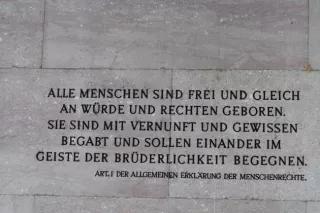 ALLE MENSCHEN SIND FREI UND GLEICH
AN WÜRDE UND RECHTEN GEBOREN.
SIE SIND MIT VERNUNFT UND GEWISSEN
BEGABT UND SOLLEN EINANDER IM
GEISTE DER BRÜDERLICHKEIT BEGEGNEN.
ART.1 DER ALLGEMEINEN ERKLÄRUNG DER MENSCHENRECHTE.